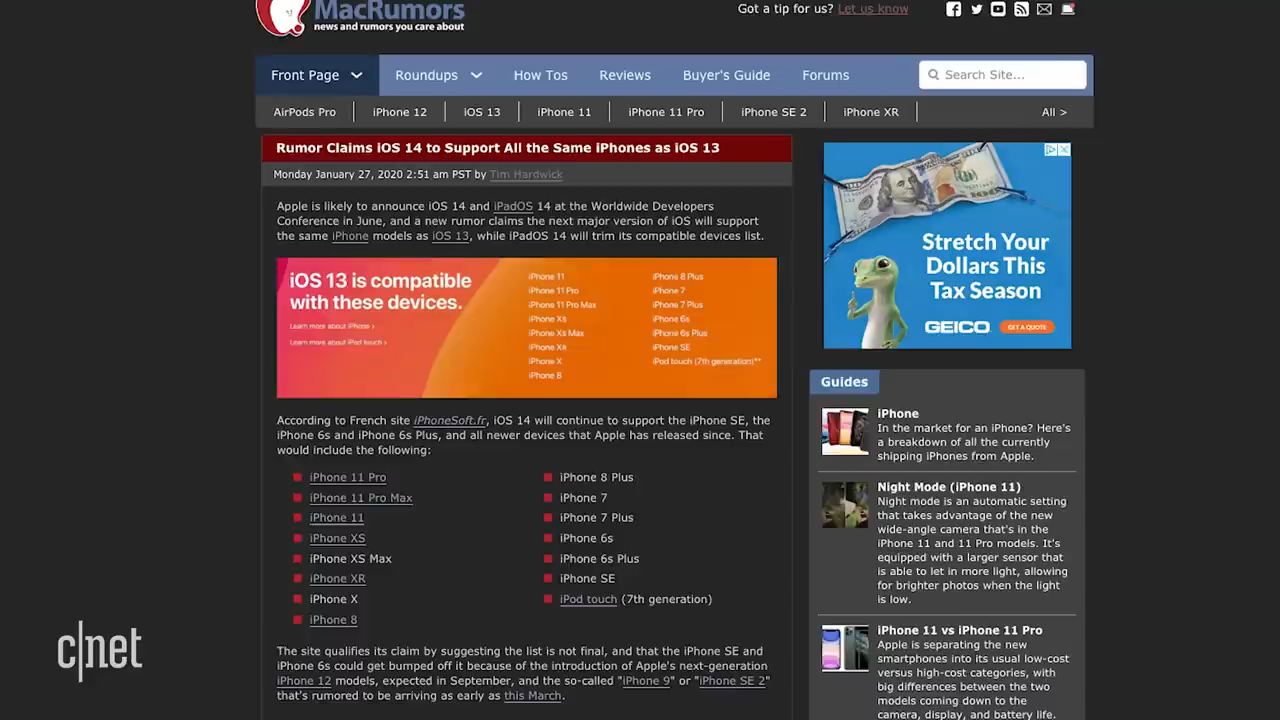 MacRumors
news and rumors you care about
Got a tip for us? Let us know
Front Page
Roundups
How Tos
Reviews
Buyer's Guide
Forums
Search Site...
AirPods Pro
iPhone 12
iOS 13
iPhone 11
iPhone 11 Pro
iPhone SE 2
iPhone XR
All >
Rumor Claims iOS 14 to Support All the Same iPhones as iOS 13
Monday January 27, 2020 2:51 am PST by Tim Hardwick
Apple is likely to announce iOS 14 and iPadOS 14 at the Worldwide Developers
Conference in June, and a new rumor claims the next major version of iOS will support
the same iPhone models as iOS 13, while iPadOS 14 will trim its compatible devices list.
iOS 13 is compatible
with these devices.
Learn more about iPhone >
Learn more about iPod touch >
iPhone 11
iPhone 11 Pro
iPhone 11 Pro Max
iPhone Xs
iPhone Xs Max
iPhone XR
iPhone X
iPhone 8
iPhone 8 Plus
iPhone 7
iPhone 7 Plus
iPhone 6s
iPhone 6s Plus
iPhone SE
iPod touch (7th generation)**
According to French site iPhoneSoft.fr, iOS 14 will continue to support the iPhone SE, the
iPhone 6s and iPhone 6s Plus, and all newer devices that Apple has released since. That
would include the following:
iPhone 11 Pro
iPhone 11 Pro Max
iPhone 11
iPhone XS
iPhone XS Max
iPhone XR
iPhone X
iPhone 8
iPhone 8 Plus
iPhone 7
iPhone 7 Plus
iPhone 6s
iPhone 6s Plus
iPhone SE
iPod touch (7th generation)
The site qualifies its claim by suggesting the list is not final, and that the iPhone SE and
iPhone 6s could get bumped off it because of the introduction of Apple's next-generation
iPhone 12 models, expected in September, and the so-called "iPhone 9" or "iPhone SE 2"
that's rumored to be arriving as early as this March.
Stretch Your
Dollars This
Tax Season
GEICO
GET A QUOTE
Guides
iPhone
In the market for an iPhone? Here's
a breakdown of all the currently
shipping iPhones from Apple.
Night Mode (iPhone 11)
Night mode is an automatic setting
that takes advantage of the new
wide-angle camera that's in the
iPhone 11 and 11 Pro models. It's
equipped with a larger sensor that
is able to let in more light, allowing
for brighter photos when the light
is low.
iPhone 11 vs iPhone 11 Pro
Apple is separating the new
smartphones into its usual low-cost
versus high-cost categories, with
big differences between the two
models coming down to the
camera, display, and battery life.
c|net